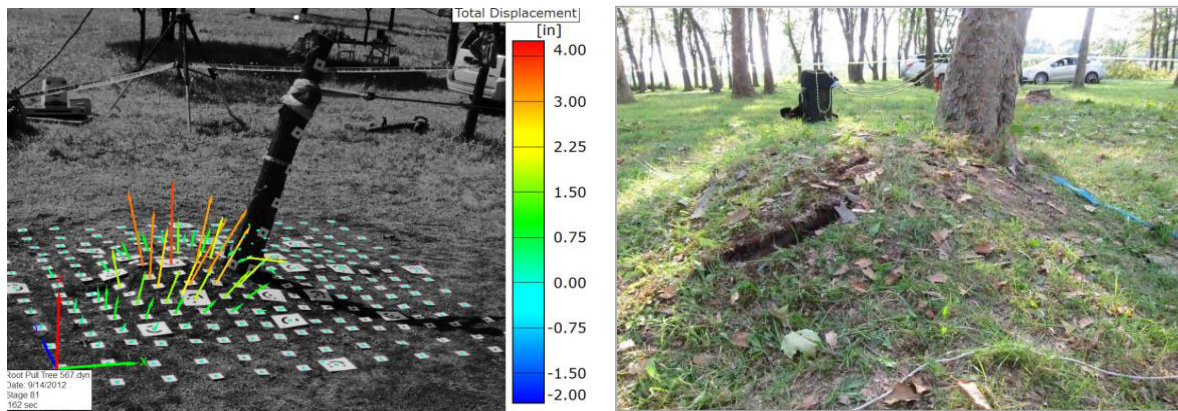 Total Displacement
[in]
4.00
3.00
2.25
1.50
0.75
0.00
-0.75
-1.50
-2.00
X
Root Pull Tree 567.dyn
Date: 9/14/2012
Stage 81
162 sec